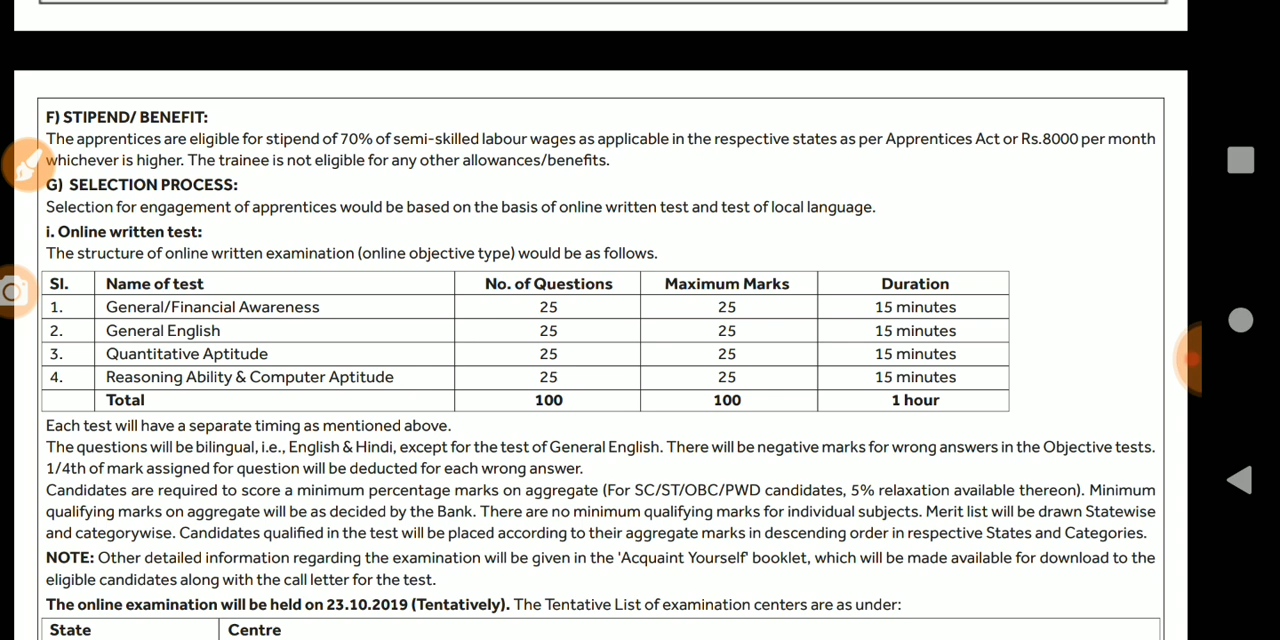 F) STIPEND/ BENEFIT:
The apprentices are eligible for stipend of 70% of semi-skilled labour wages as applicable in the respective states as per Apprentices Act or Rs.8000 per month
whichever is higher. The trainee is not eligible for any other allowances/benefits.
G) SELECTION PROCESS:
Selection for engagement of apprentices would be based on the basis of online written test and test of local language.
i. Online written test:
The structure of online written examination (online objective type) would be as follows.
Sl. Name of test No. of Questions Maximum Marks Duration
1. General/Financial Awareness 25 25 15 minutes
2. General English 25 25 15 minutes
3. Quantitative Aptitude 25 25 15 minutes
4. Reasoning Ability & Computer Aptitude 25 25 15 minutes
Total 100 100 1 hour
Each test will have a separate timing as mentioned above.
The questions will be bilingual, i.e., English & Hindi, except for the test of General English. There will be negative marks for wrong answers in the Objective tests.
1/4th of mark assigned for question will be deducted for each wrong answer.
Candidates are required to score a minimum percentage marks on aggregate (For SC/ST/OBC/PWD candidates, 5% relaxation available thereon). Minimum
qualifying marks on aggregate will be as decided by the Bank. There are no minimum qualifying marks for individual subjects. Merit list will be drawn Statewise
and categorywise. Candidates qualified in the test will be placed according to their aggregate marks in descending order in respective States and Categories.
NOTE: Other detailed information regarding the examination will be given in the 'Acquaint Yourself' booklet, which will be made available for download to the
eligible candidates along with the call letter for the test.
The online examination will be held on 23.10.2019 (Tentatively). The Tentative List of examination centers are as under:
State Centre